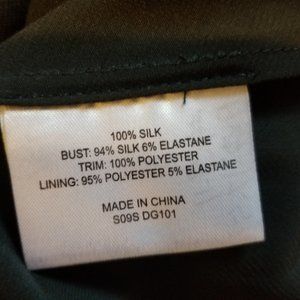 100% SILK
BUST: 94% SILK 6% ELASTANE
TRIM: 100% POLYESTER
LINING: 95% POLYESTER 5% ELASTANE
MADE IN CHINA
S09S DG101